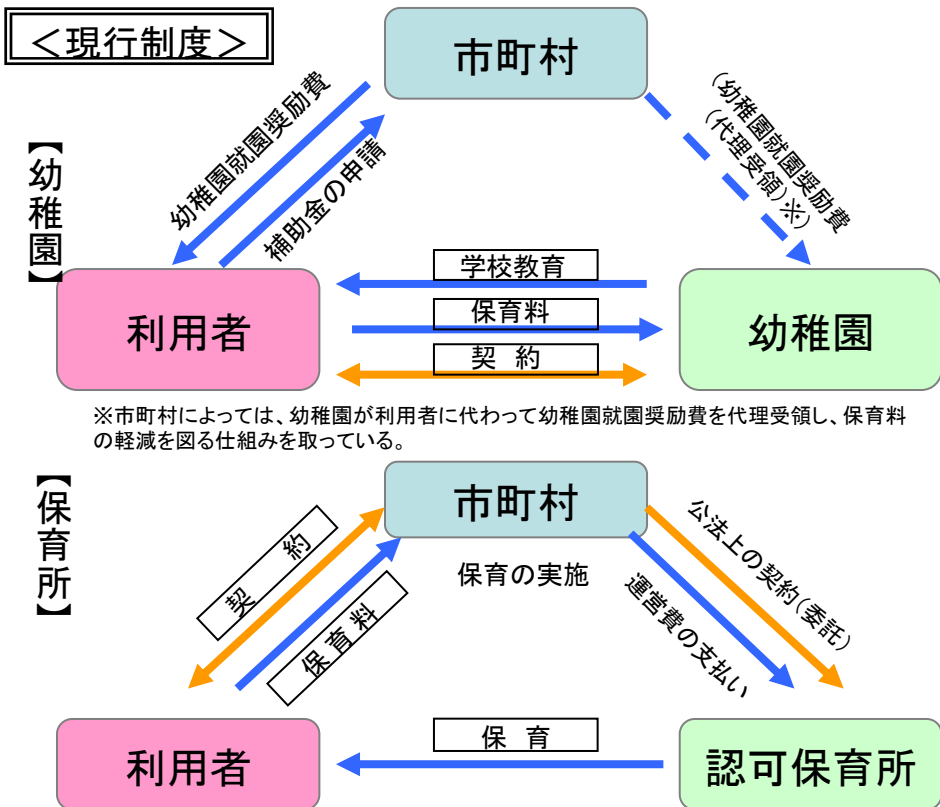 ＜現行制度＞
市町村
【幼稚園】
幼稚園就園奨励費
補助金の申請
(幼稚園就園奨励費
(代理受領)※)
学校教育
保育料
契 約
利用者
幼稚園
※市町村によっては、幼稚園が利用者に代わって幼稚園就園奨励費を代理受領し、保育料
の軽減を図る仕組みを取っている。
【保育所】
市町村
契 約
保育料
保育の実施
公法上の契約(委託)
運営費の支払い
保 育
利用者
認可保育所